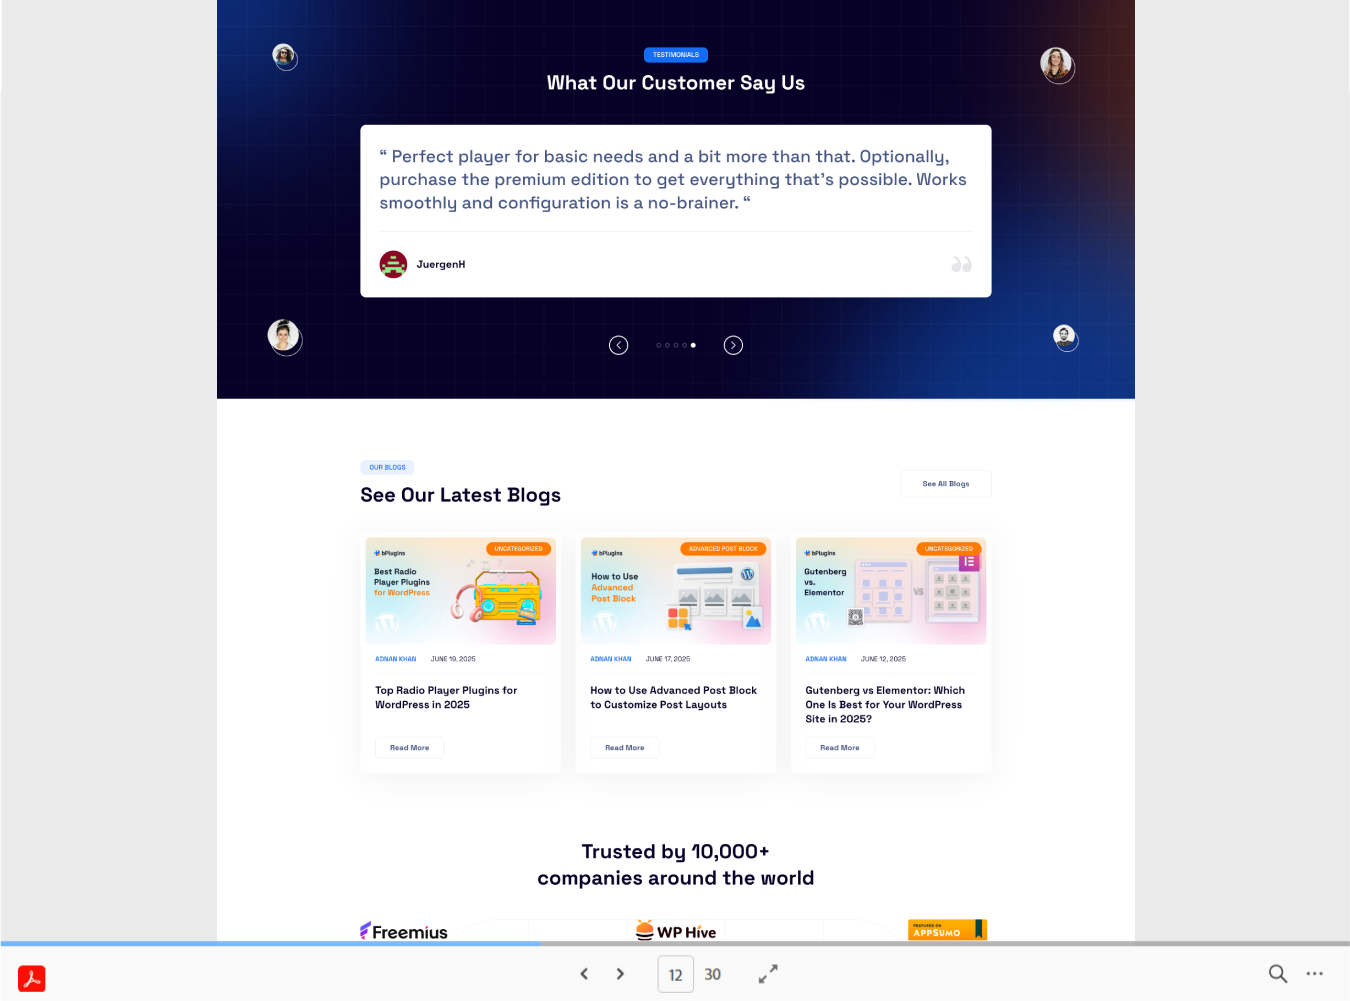 TESTIMONIALS
What Our Customer Say Us
“ Perfect player for basic needs and a bit more than that. Optionally,
purchase the premium edition to get everything that's possible. Works
smoothly and configuration is a no-brainer. “
JuergenH
OUR BLOGS
See Our Latest Blogs
See All Blogs
bPlugins
UNCATEGORIZED
Best Radio
Player Plugins
for WordPress
ADNAN KHAN JUNE 19, 2025
Top Radio Player Plugins for
WordPress in 2025
Read More
bPlugins
ADVANCED POST BLOCK
How to Use
Advanced
Post Block
ADNAN KHAN JUNE 17, 2025
How to Use Advanced Post Block
to Customize Post Layouts
Read More
bPlugins
UNCATEGORIZED
Gutenberg
vs.
Elementor
VS
ADNAN KHAN JUNE 12, 2025
Gutenberg vs Elementor: Which
One Is Best for Your WordPress
Site in 2025?
Read More
Trusted by 10,000+
companies around the world
Freemius
WP Hive
FEATURED ON
APPSUMO
12 30